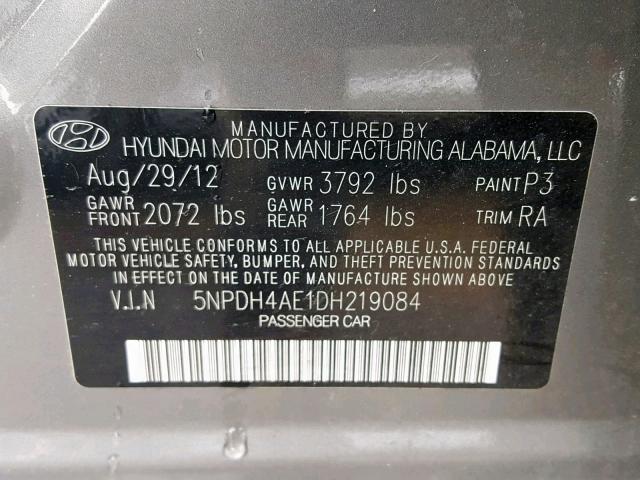 MANUFACTURED BY
HYUNDAI MOTOR MANUFACTURING ALABAMA, LLC
Aug/29/12 GVWR 3792 lbs PAINT P3
GAWR FRONT 2072 lbs GAWR REAR 1764 lbs TRIM RA
THIS VEHICLE CONFORMS TO ALL APPLICABLE U.S.A. FEDERAL
MOTOR VEHICLE SAFETY, BUMPER, AND THEFT PREVENTION STANDARDS
IN EFFECT ON THE DATE OF MANUFACTURE SHOWN ABOVE
V.I.N 5NPDH4AE1DH219084
PASSENGER CAR